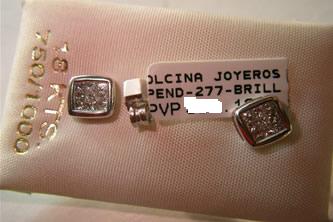 OLCINA JOYEROS
PEND-277-BRILL
PVP
750/1000
18 KTS.